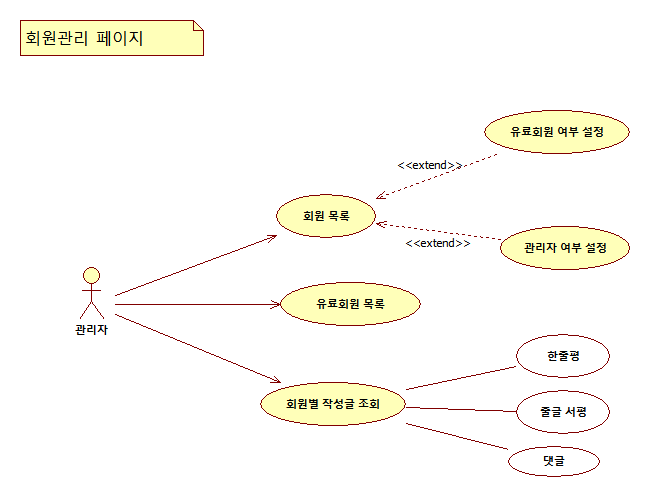 회원관리 페이지
유료회원 여부 설정
<<extend>>
회원 목록
<<extend>>
관리자 여부 설정
유료회원 목록
관리자
한줄평
회원별 작성글 조회
줄글 서평
댓글